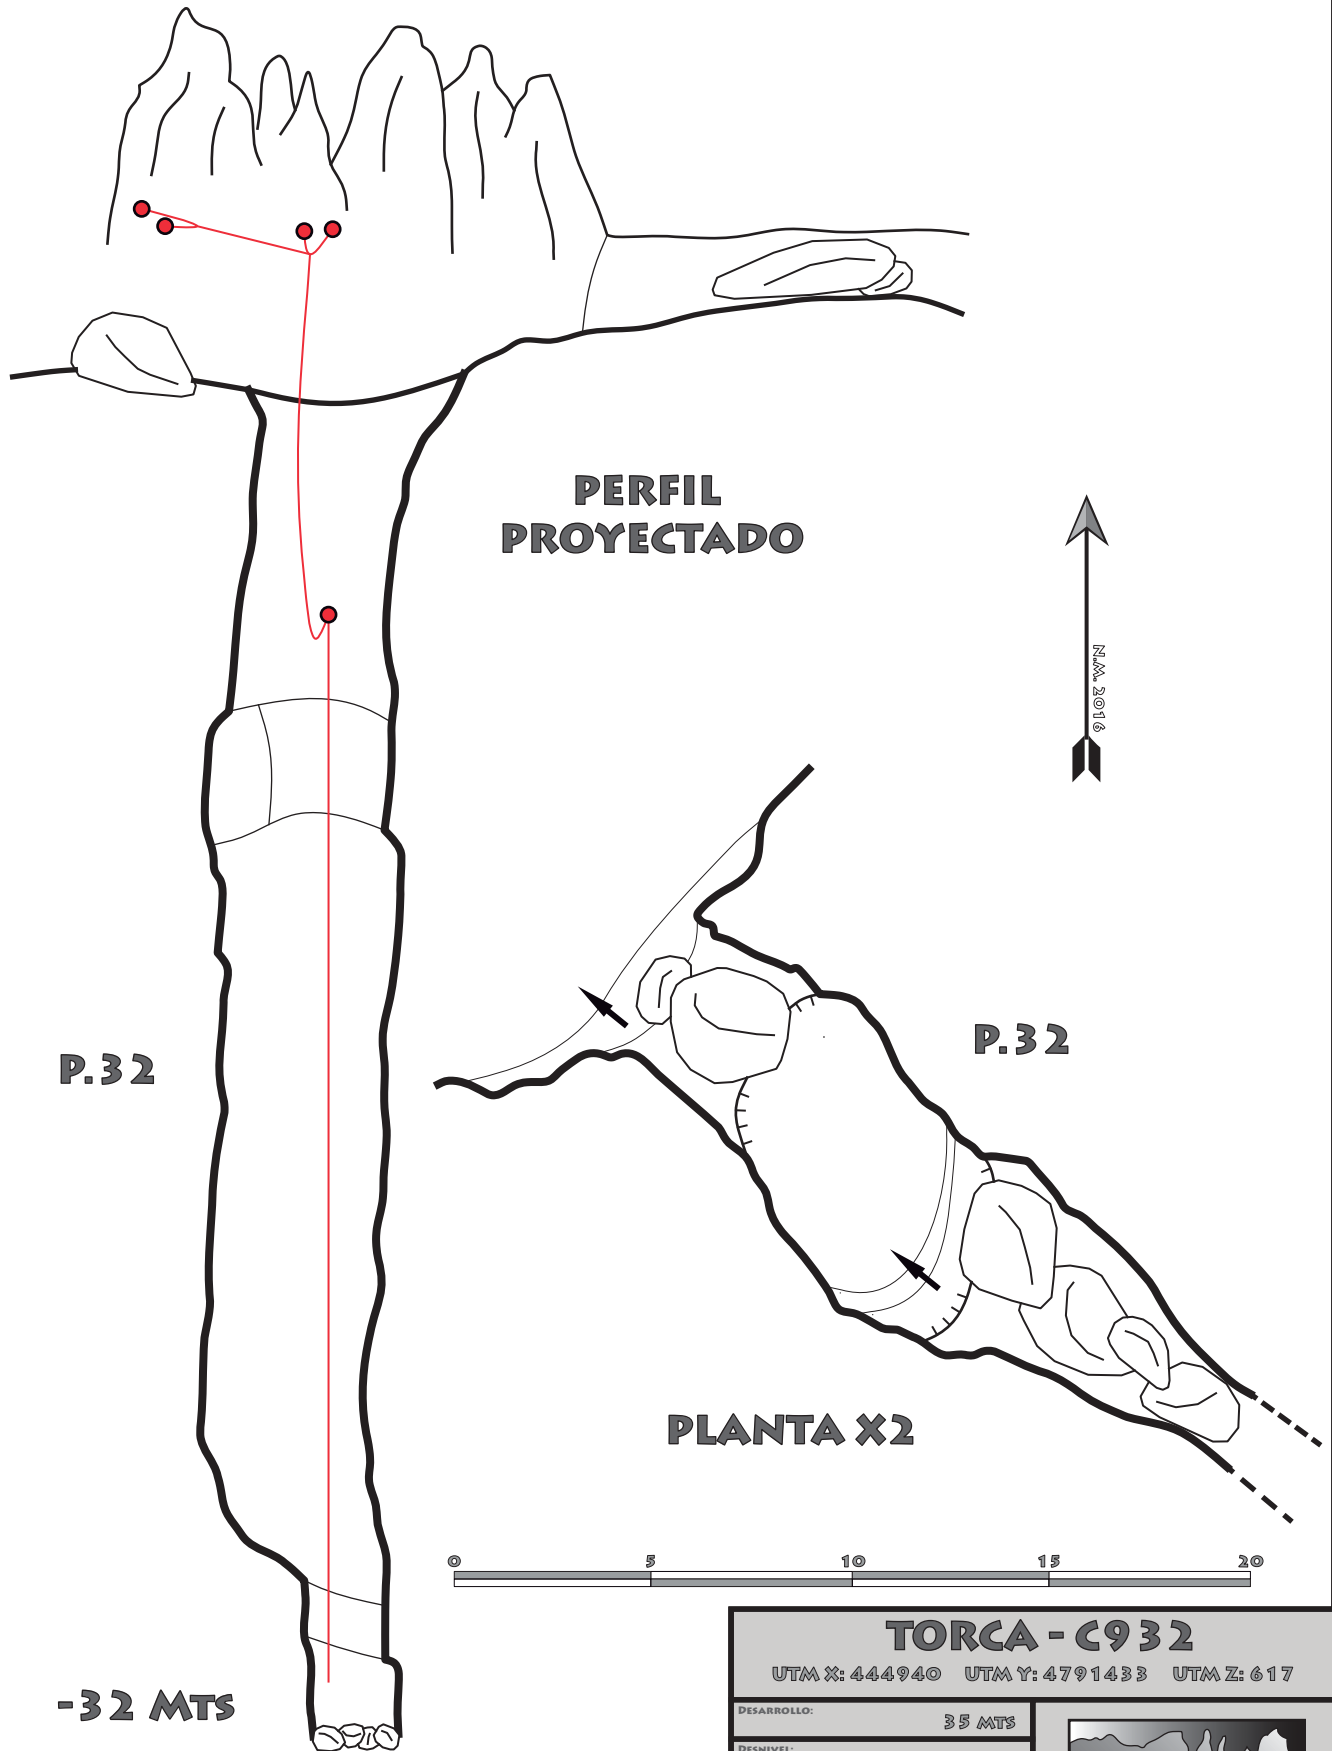 PERFIL
PROYECTADO
N.M. 2016
P.32
P.32
PLANTA X2
0 5 10 15 20
TORCA - C932
UTM X: 444940 UTM Y: 4791433 UTM Z: 617
-32 MTS
DESARROLLO:
35 MTS
DESNIVEL: